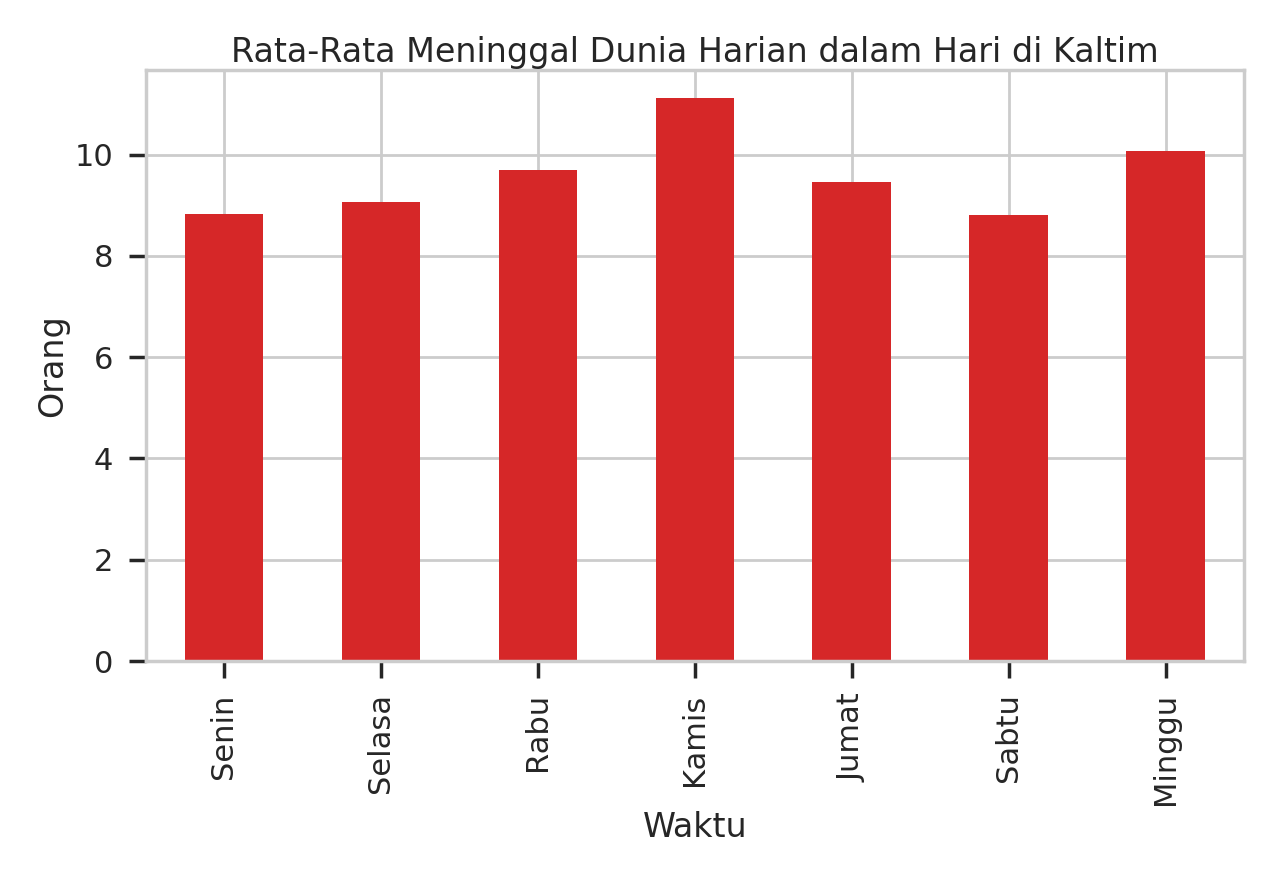 Rata-Rata Meninggal Dunia Harian dalam Hari di Kaltim
Orang
10
8
6
4
2
0
Senin
Selasa
Rabu
Kamis
Jumat
Sabtu
Minggu
Waktu